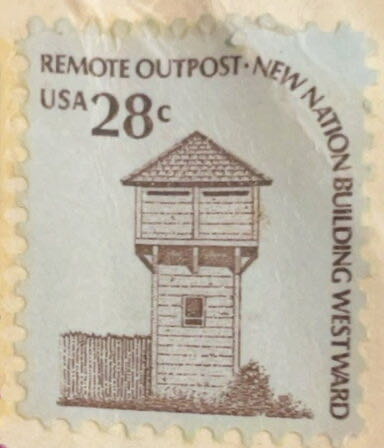 REMOTE OUTPOST · NEW NATION BUILDING WESTWARD
USA 28c